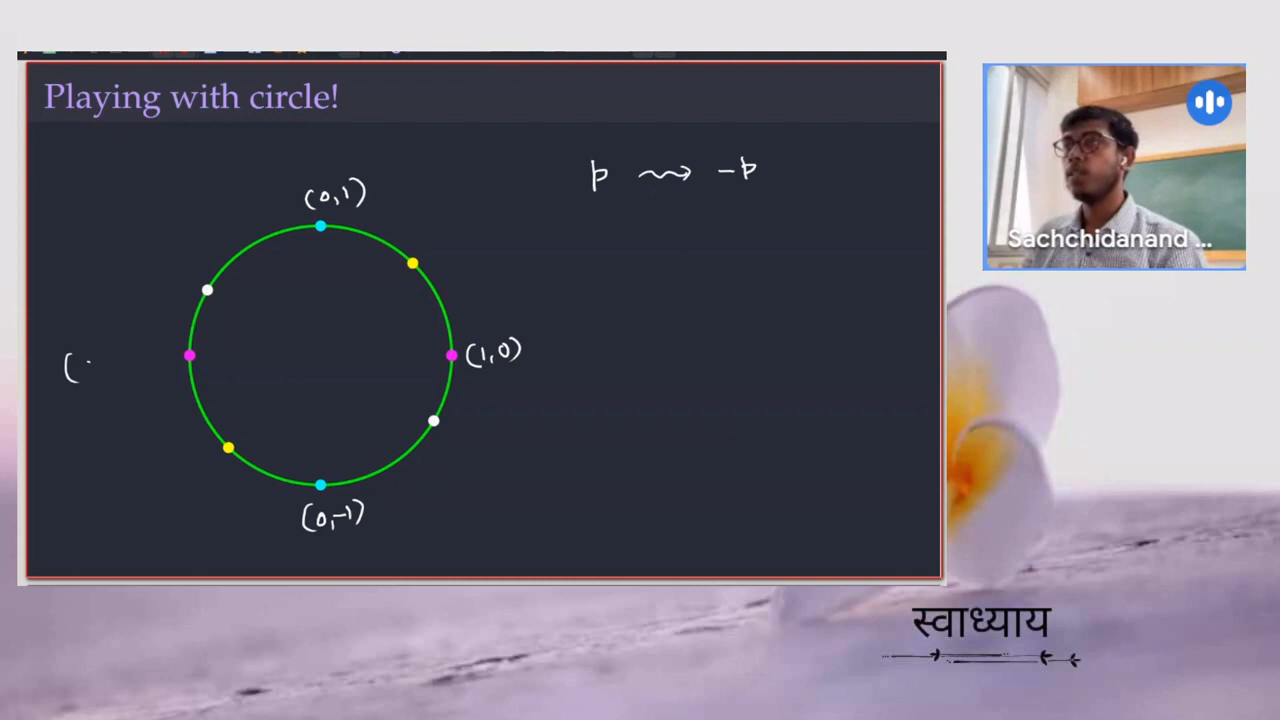 Playing with circle!
p ⇝ -p
(0,1)
(1,0)
(
(0,-1)
Sachchidanand ...
स्वाध्याय